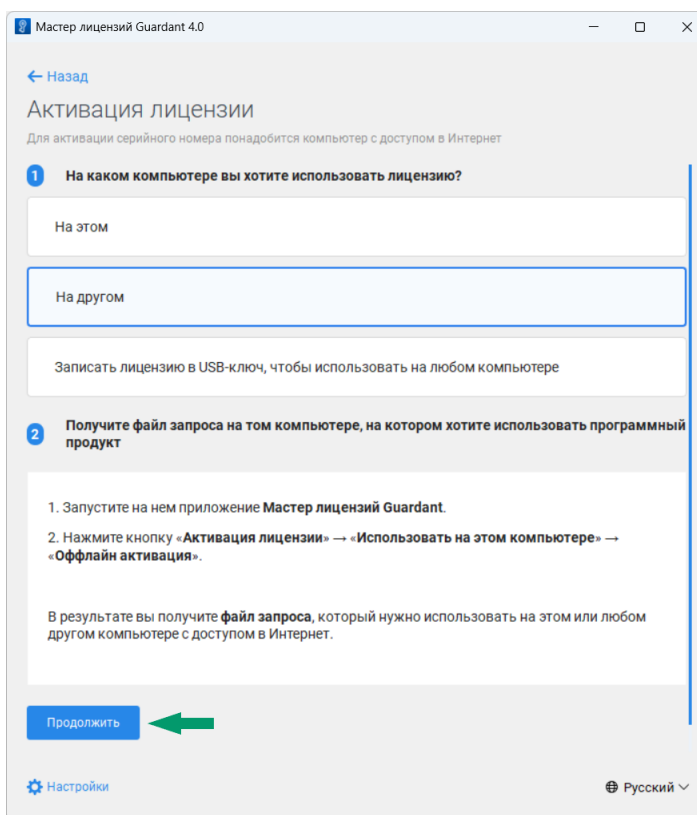 Мастер лицензий Guardant 4.0
Назад
Активация лицензии
Для активации серийного номера понадобится компьютер с доступом в Интернет
1 На каком компьютере вы хотите использовать лицензию?
На этом
На другом
Записать лицензию в USB-ключ, чтобы использовать на любом компьютере
2 Получите файл запроса на том компьютере, на котором хотите использовать программный
продукт
1. Запустите на нем приложение Мастер лицензий Guardant.
2. Нажмите кнопку «Активация лицензии» → «Использовать на этом компьютере» →
«Оффлайн активация».
В результате вы получите файл запроса, который нужно использовать на этом или любом
другом компьютере с доступом в Интернет.
Продолжить
Настройки
Русский